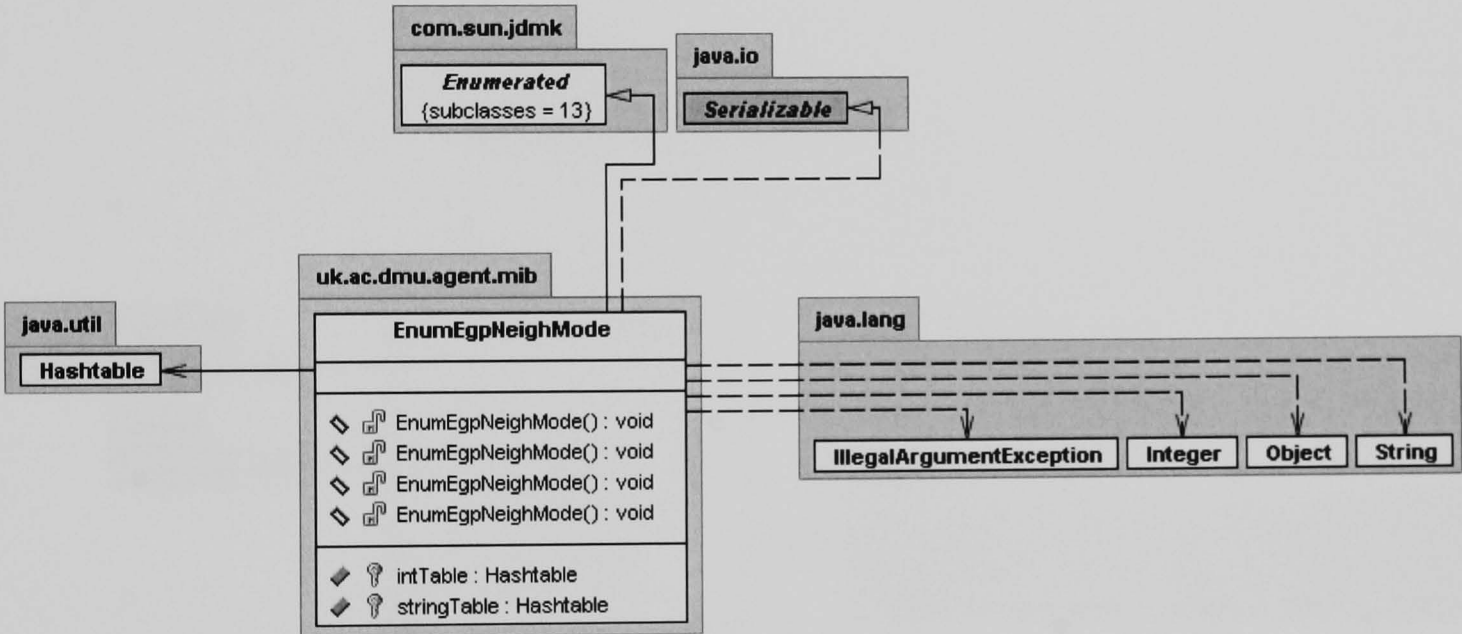 com.sun.jdmk
Enumerated
{subclasses = 13}
java.io
Serializable
uk.ac.dmu.agent.mib
EnumEgpNeighMode
EnumEgpNeighMode() : void
EnumEgpNeighMode() : void
EnumEgpNeighMode() : void
EnumEgpNeighMode() : void
intTable : Hashtable
stringTable : Hashtable
java.util
Hashtable
java.lang
IllegalArgumentException
Integer
Object
String